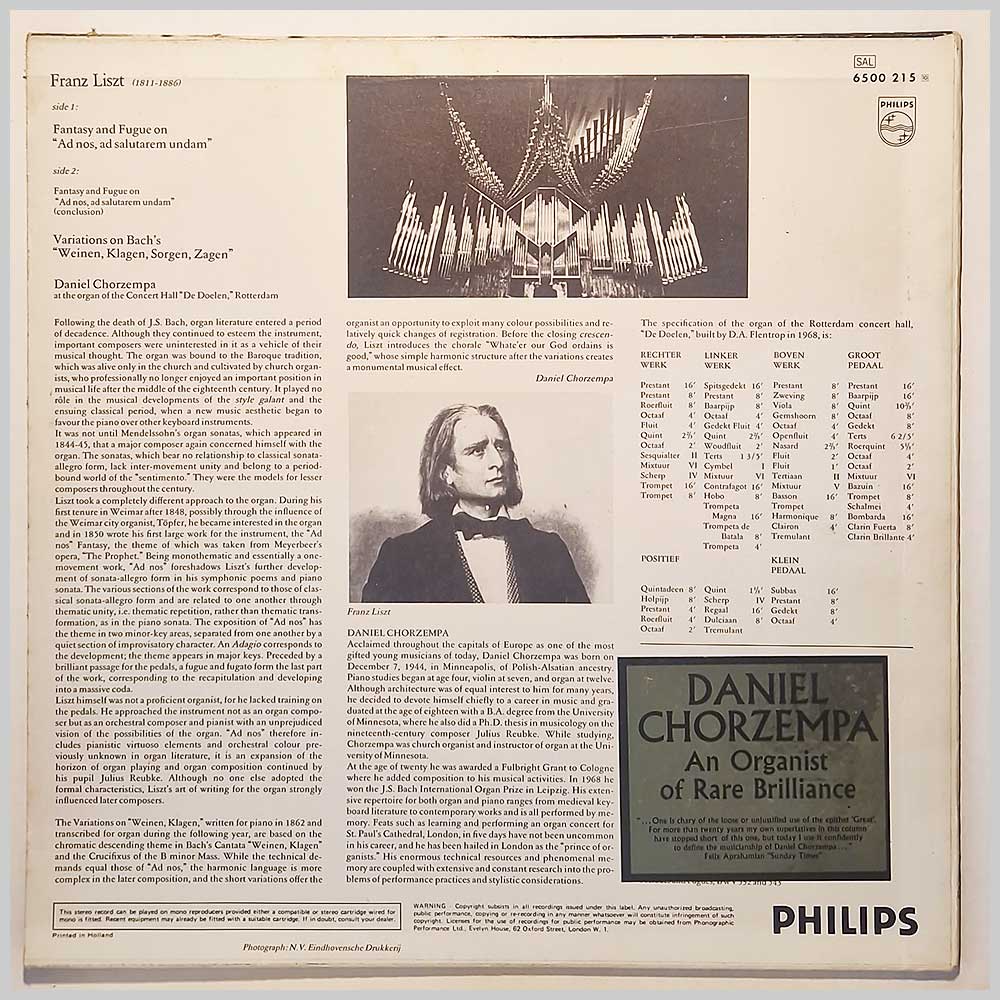 Franz Liszt (1811-1886)
side 1:
Fantasy and Fugue on
"Ad nos, ad salutarem undam"
side 2:
Fantasy and Fugue on
"Ad nos, ad salutarem undam"
(conclusion)
Variations on Bach's
"Weinen, Klagen, Sorgen, Zagen"
Daniel Chorzempa
at the organ of the Concert Hall "De Doelen," Rotterdam
SAL
6500 215
PHILIPS
Following the death of J.S. Bach, organ literature entered a period
of decadence. Although they continued to esteem the instrument,
important composers were uninterested in it as a vehicle of their
musical thought. The organ was bound to the Baroque tradition,
which was alive only in the church and cultivated by church organ-
ists, who professionally no longer enjoyed an important position in
musical life after the middle of the eighteenth century. It played no
rôle in the musical developments of the style galant and the
ensuing classical period, when a new music aesthetic began to
favour the piano over other keyboard instruments.
It was not until Mendelssohn's organ sonatas, which appeared in
1844-45, that a major composer again concerned himself with the
organ. The sonatas, which bear no relationship to classical sonata-
allegro form, lack inter-movement unity and belong to a period-
bound world of the "sentimento." They were the models for lesser
composers throughout the century.
Liszt took a completely different approach to the organ. During his
first tenure in Weimar after 1848, possibly through the influence of
the Weimar city organist, Töpfer, he became interested in the organ
and in 1850 wrote his first large work for the instrument, the "Ad
nos" Fantasy, the theme of which was taken from Meyerbeer's
opera, "The Prophet." Being monothematic and essentially a one-
movement work, "Ad nos" foreshadows Liszt's further develop-
ment of sonata-allegro form in his symphonic poems and piano
sonata. The various sections of the work correspond to those of clas-
sical sonata-allegro form and are related to one another through
thematic unity, i.e. thematic repetition, rather than thematic trans-
formation, as in the piano sonata. The exposition of "Ad nos" has
the theme in two minor-key areas, separated from one another by a
quiet section of improvisatory character. An Adagio corresponds to
the development; the theme appears in major keys. Preceded by a
brilliant passage for the pedals, a fugue and fugato form the last part
of the work, corresponding to the recapitulation and developing
into a massive coda.
Liszt himself was not a proficient organist, for he lacked training on
the pedals. He approached the instrument not as an organ compo-
ser but as an orchestral composer and pianist with an unprejudiced
vision of the possibilities of the organ. "Ad nos" therefore in-
cludes pianistic virtuoso elements and orchestral colour pre-
viously unknown in organ literature, it is an expansion of the
horizon of organ playing and organ composition continued by
his pupil Julius Reubke. Although no one else adopted the
formal characteristics, Liszt's art of writing for the organ strongly
influenced later composers.
The Variations on "Weinen, Klagen," written for piano in 1862 and
transcribed for organ during the following year, are based on the
chromatic descending theme in Bach's Cantata "Weinen, Klagen"
and the Crucifixus of the B minor Mass. While the technical de-
mands equal those of "Ad nos," the harmonic language is more
complex in the later composition, and the short variations offer the
organist an opportunity to exploit many colour possibilities and re-
latively quick changes of registration. Before the closing crescen-
do, Liszt introduces the chorale "Whate'er our God ordains is
good," whose simple harmonic structure after the variations creates
a monumental musical effect.
Daniel Chorzempa
Franz Liszt
DANIEL CHORZEMPA
Acclaimed throughout the capitals of Europe as one of the most
gifted young musicians of today, Daniel Chorzempa was born on
December 7, 1944, in Minneapolis, of Polish-Alsatian ancestry.
Piano studies began at age four, violin at seven, and organ at twelve.
Although architecture was of equal interest to him for many years,
he decided to devote himself chiefly to a career in music and gra-
duated at the age of eighteen with a B.A. degree from the University
of Minnesota, where he also did a Ph.D. thesis in musicology on the
nineteenth-century composer Julius Reubke. While studying,
Chorzempa was church organist and instructor of organ at the Uni-
versity of Minnesota.
At the age of twenty he was awarded a Fulbright Grant to Cologne
where he added composition to his musical activities. In 1968 he
won the J.S. Bach International Organ Prize in Leipzig. His exten-
sive repertoire for both organ and piano ranges from medieval key-
board literature to contemporary works and is all performed by me-
mory. Feats such as learning and performing an organ concert for
St. Paul's Cathedral, London, in five days have not been uncommon
in his career, and he has been hailed in London as the "prince of or-
ganists." His enormous technical resources and phenomenal me-
mory are coupled with extensive and constant research into the pro-
blems of performance practices and stylistic considerations.
The specification of the organ of the Rotterdam concert hall,
"De Doelen," built by D.A. Flentrop in 1968, is:
RECHTER WERK
Prestant 16'
Prestant 8'
Roerfluit 8'
Octaaf 4'
Fluit 4'
Quint 2⅔'
Octaaf 2'
Sesquialter II
Mixtuur VI
Scherp IV
Trompet 16'
Trompet 8'
LINKER WERK
Spitsgedekt 16'
Prestant 8'
Baarpijp 8'
Octaaf 4'
Gedekt Fluit 4'
Quint 2⅔'
Woudfluit 2'
Terts 1 3/5'
Cymbel I
Mixtuur VI
Contrafagot 16'
Hobo 8'
Trompeta
Magna 16'
Trompeta de
Batala 8'
Trompeta 4'
BOVEN WERK
Prestant 8'
Zweving 8'
Viola 8'
Gemshoorn 8'
Octaaf 4'
Openfluit 4'
Nasard 2⅔'
Fluit 2'
Fluit 1'
Tertiaan II
Mixtuur V
Basson 16'
Trompet
Harmonique 8'
Clairon 4'
Tremulant
GROOT PEDAAL
Prestant 16'
Baarpijp 16'
Quint 10⅔'
Octaaf 8'
Gedekt 8'
Terts 6 2/5'
Roerquint 5⅓'
Octaaf 4'
Octaaf 2'
Mixtuur VI
Bazuin 16'
Trompet 8'
Schalmei 4'
Bombarda 16'
Clarin Fuerta 8'
Clarin Brillante 4'
POSITIEF
Quintadeen 8'
Holpijp 8'
Prestant 4'
Roerfluit 4'
Octaaf 2'
Quint 1⅓'
Scherp IV
Regaal 16'
Dulciaan 8'
Tremulant
KLEIN PEDAAL
Subbas 16'
Prestant 8'
Gedekt 8'
Octaaf 4'
DANIEL
CHORZEMPA
An Organist
of Rare Brilliance
"...One is chary of the loose or unjustified use of the epithet 'Great'.
For more than twenty years my own superlatives in this column
have stopped short of this one, but today I use it confidently
to define the musicianship of Daniel Chorzempa..."
Felix Aprahamian "Sunday Times"
This stereo record can be played on mono reproducers provided either a compatible or stereo cartridge wired for
mono is fitted. Recent equipment may already be fitted with a suitable cartridge. If in doubt, consult your dealer.
Printed in Holland
Photograph: N.V. Eindhovensche Drukkerij
WARNING - Copyright subsists in all recordings issued under this label. Any unauthorized broadcasting,
public performance, copying or re-recording in any manner whatsoever will constitute infringement of such
copyright. Licences for the use of recordings for public performance may be obtained from Phonographic
Performance Ltd., Evelyn House, 62 Oxford Street, London W. 1.
PHILIPS